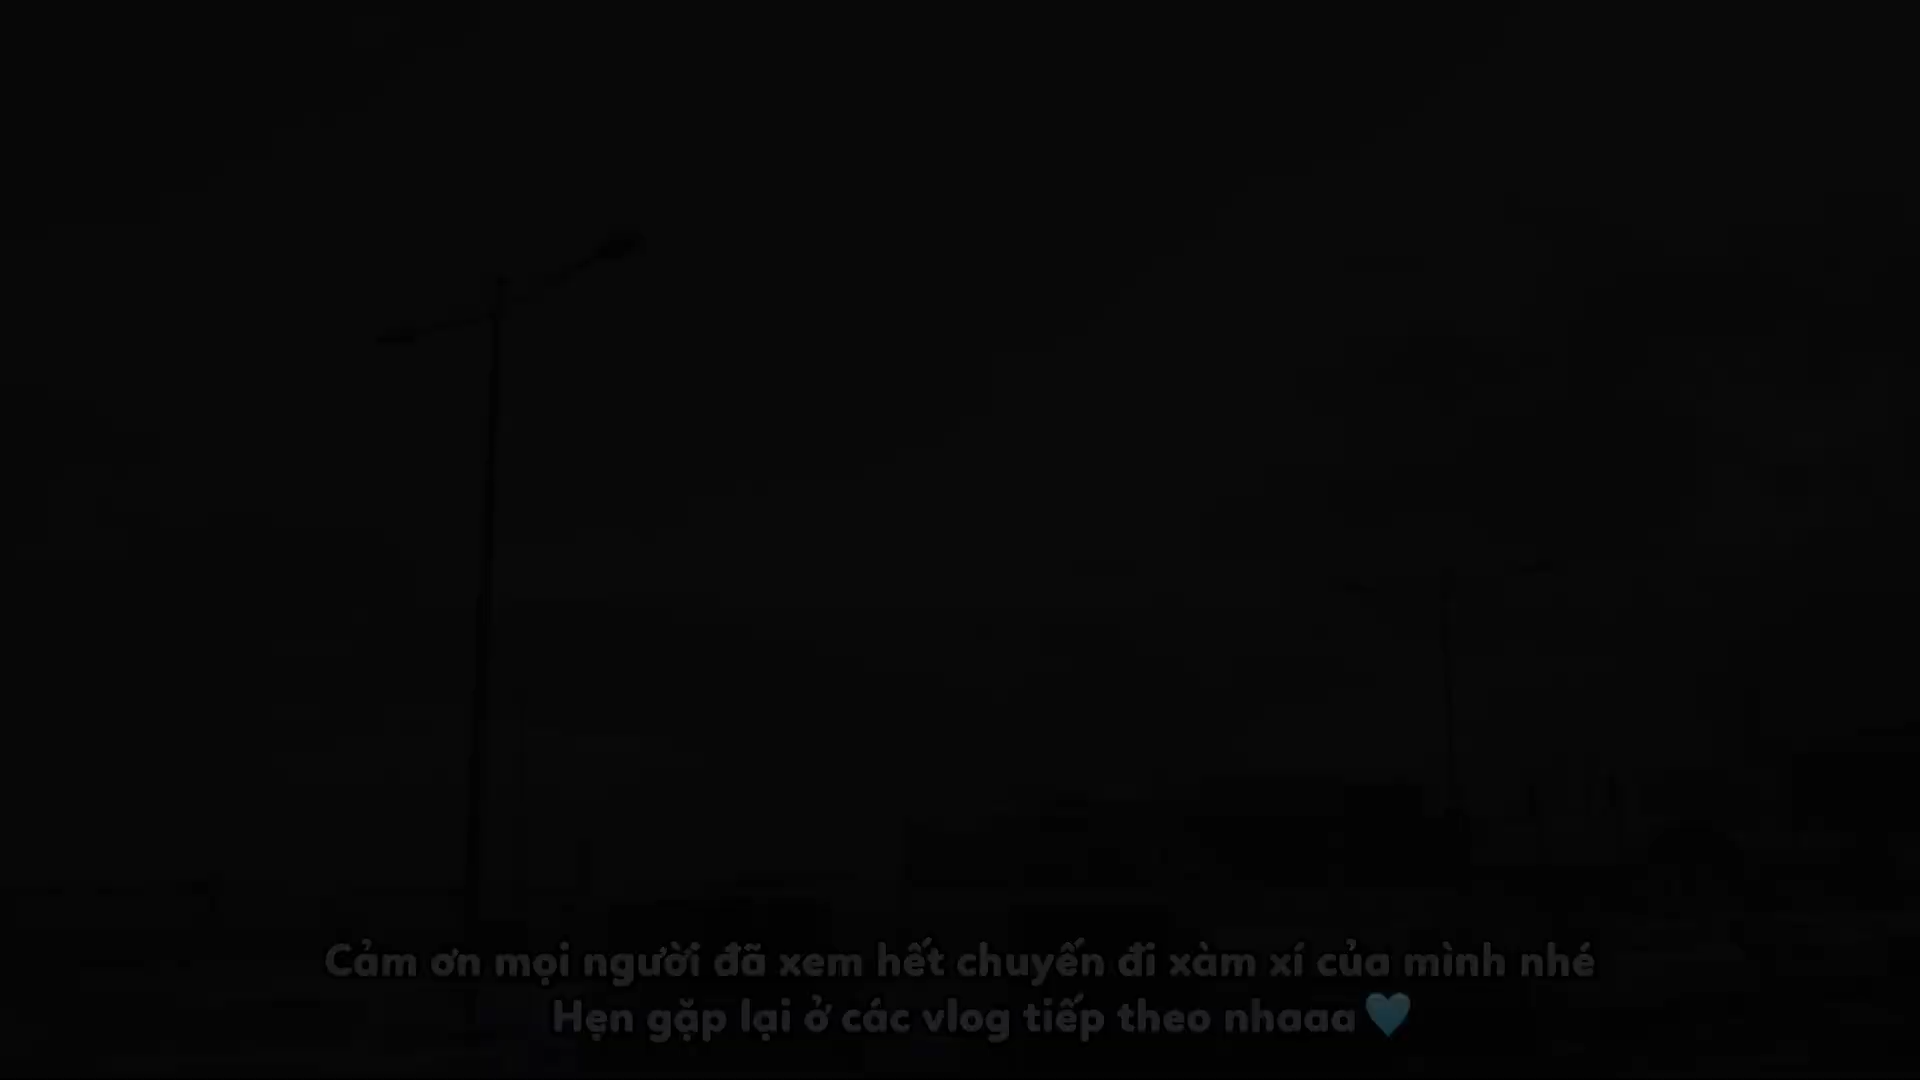 Cảm ơn mọi người đã xem hết chuyến đi xàm xí của mình nhé
Hẹn gặp lại ở các vlog tiếp theo nhaaa🩵